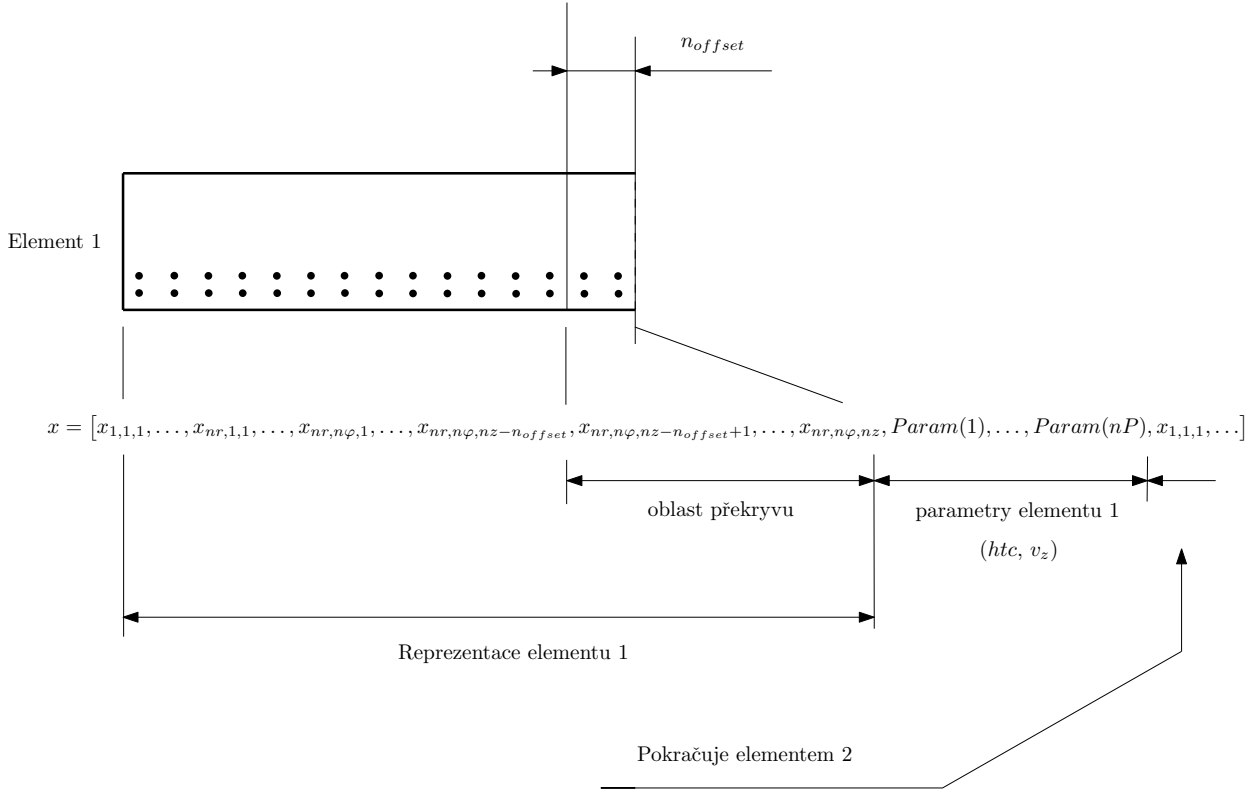 n_{offset}
Element 1
x = [x_{1,1,1}, …, x_{nr,1,1}, …, x_{nr,nφ,1}, …, x_{nr,nφ,nz−n_{offset}}, x_{nr,nφ,nz−n_{offset}+1}, …, x_{nr,nφ,nz}, Param(1), …, Param(nP), x_{1,1,1}, …]
oblast překryvu
parametry elementu 1
(htc, v_z)
Reprezentace elementu 1
Pokračuje elementem 2